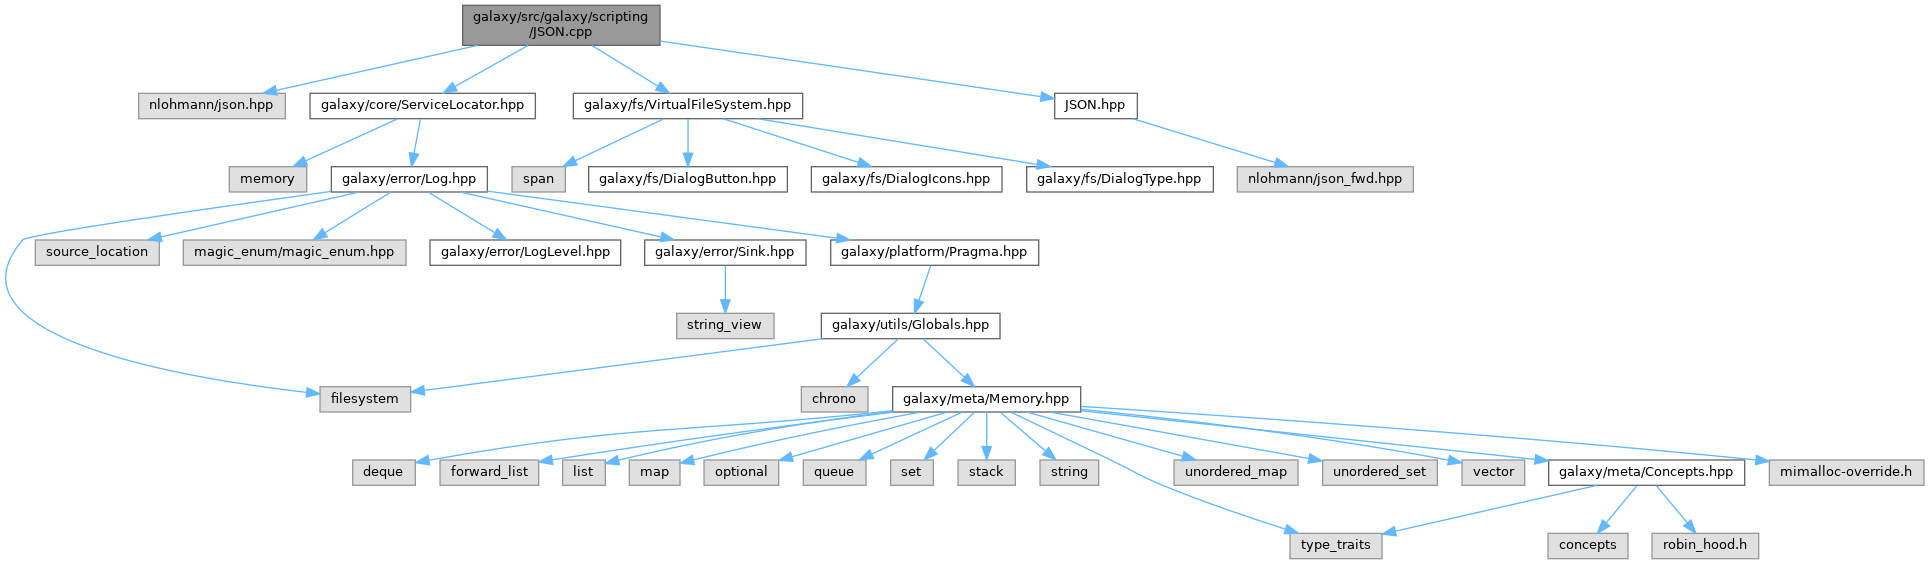 galaxy/src/galaxy/scripting
/JSON.cpp
nlohmann/json.hpp
galaxy/core/ServiceLocator.hpp
galaxy/fs/VirtualFileSystem.hpp
JSON.hpp
memory
galaxy/error/Log.hpp
span
galaxy/fs/DialogButton.hpp
galaxy/fs/DialogIcons.hpp
galaxy/fs/DialogType.hpp
nlohmann/json_fwd.hpp
source_location
magic_enum/magic_enum.hpp
galaxy/error/LogLevel.hpp
galaxy/error/Sink.hpp
galaxy/platform/Pragma.hpp
string_view
galaxy/utils/Globals.hpp
filesystem
chrono
galaxy/meta/Memory.hpp
deque
forward_list
list
map
optional
queue
set
stack
string
unordered_map
unordered_set
vector
galaxy/meta/Concepts.hpp
mimalloc-override.h
type_traits
concepts
robin_hood.h